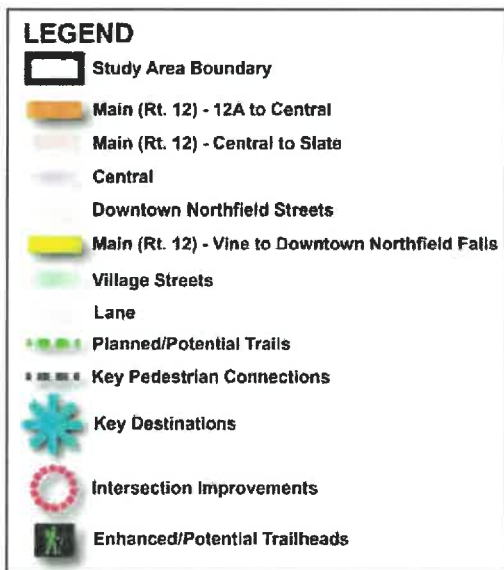 LEGEND
Study Area Boundary
Main (Rt. 12) - 12A to Central
Main (Rt. 12) - Central to Slate
Central
Downtown Northfield Streets
Main (Rt. 12) - Vine to Downtown Northfield Falls
Village Streets
Lane
Planned/Potential Trails
Key Pedestrian Connections
Key Destinations
Intersection Improvements
Enhanced/Potential Trailheads